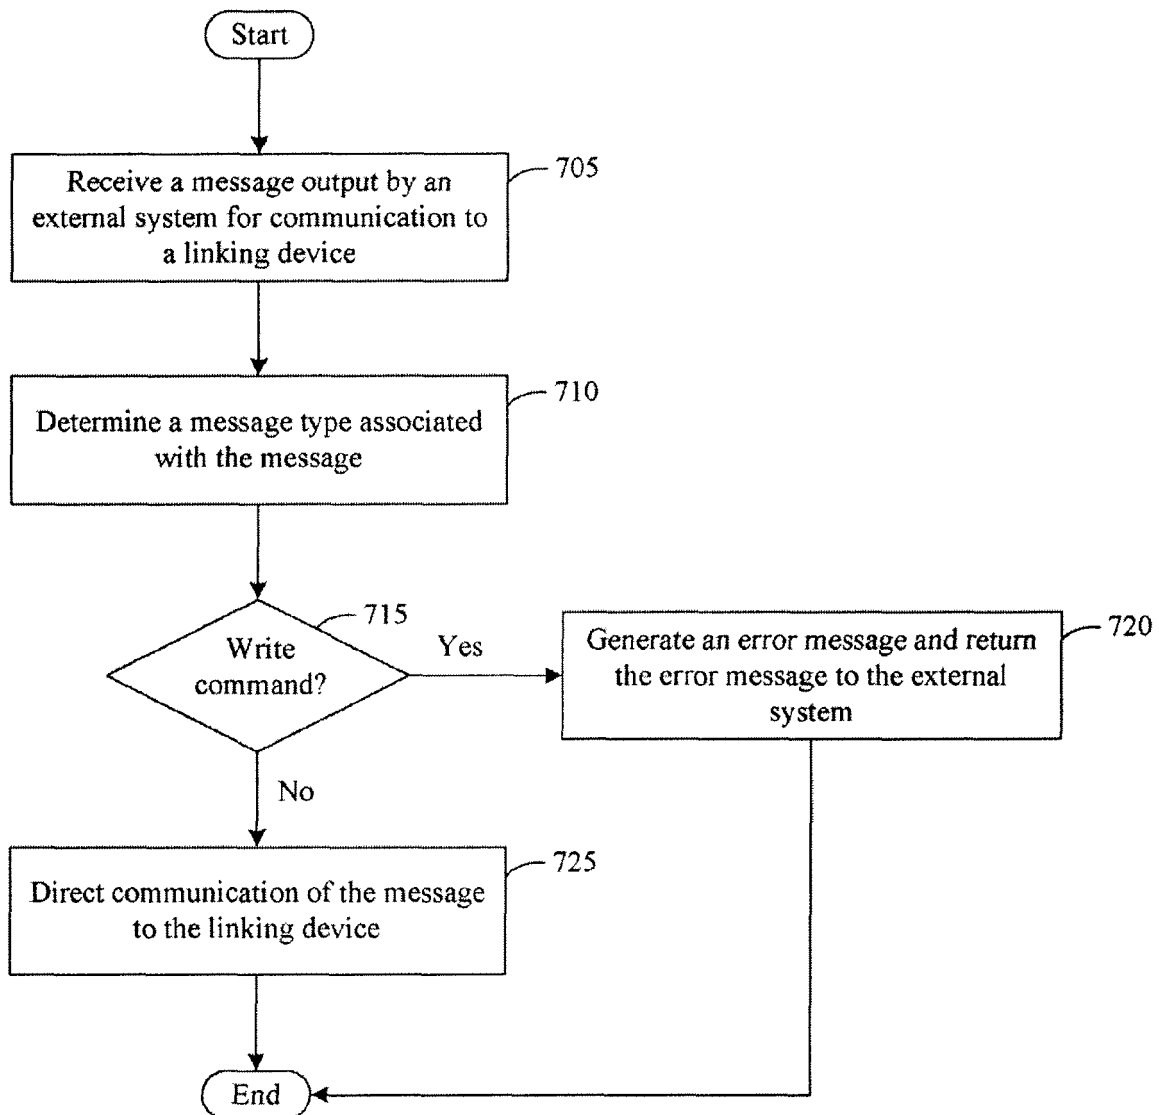 Start
705
Receive a message output by an
external system for communication to
a linking device
710
Determine a message type associated
with the message
715
Write
command?
Yes
720
Generate an error message and return
the error message to the external
system
No
725
Direct communication of the message
to the linking device
End